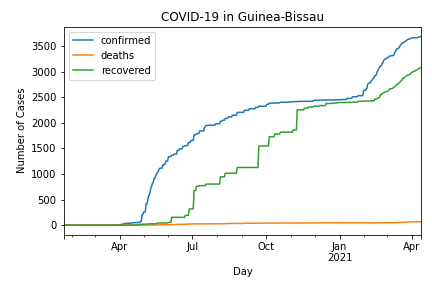 COVID-19 in Guinea-Bissau
confirmed
deaths
recovered
Number of Cases
3500
3000
2500
2000
1500
1000
500
0
Apr
Jul
Oct
Jan
2021
Apr
Day